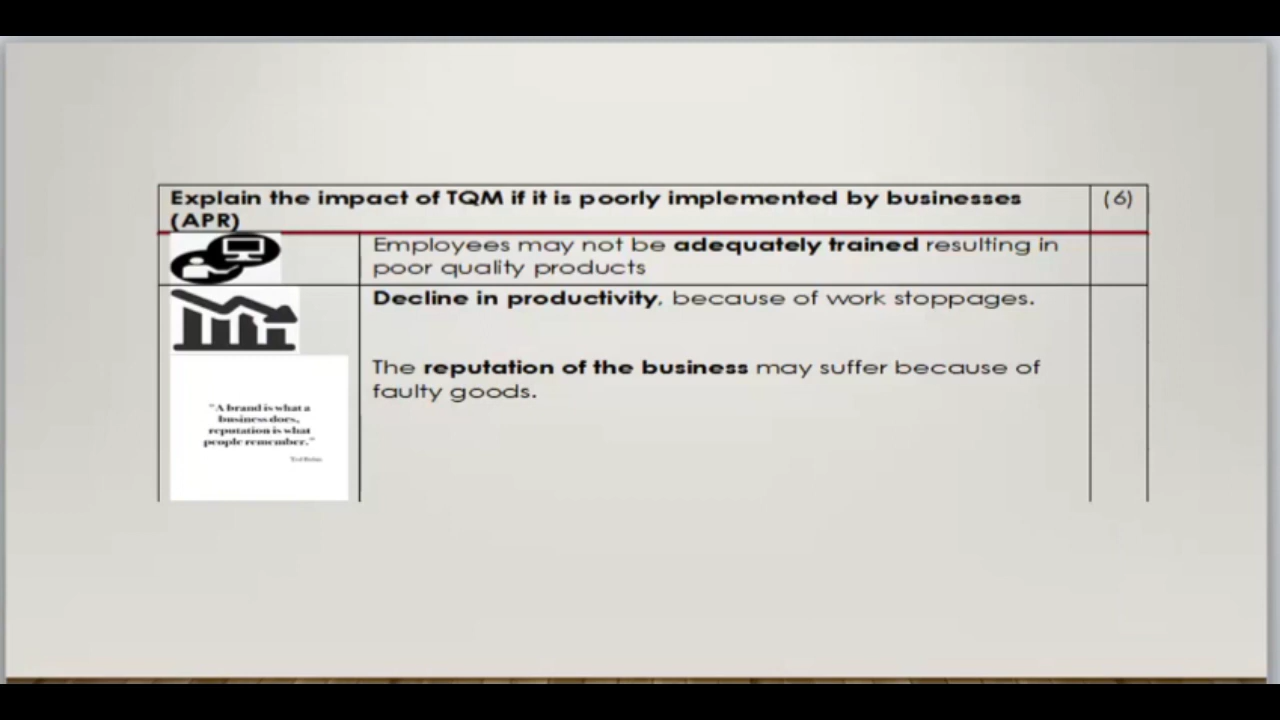 Explain the impact of TQM if it is poorly implemented by businesses
(APR)
(6)
Employees may not be adequately trained resulting in
poor quality products
Decline in productivity, because of work stoppages.
The reputation of the business may suffer because of
faulty goods.
"A brand is what a
business does,
reputation is what
people remember."